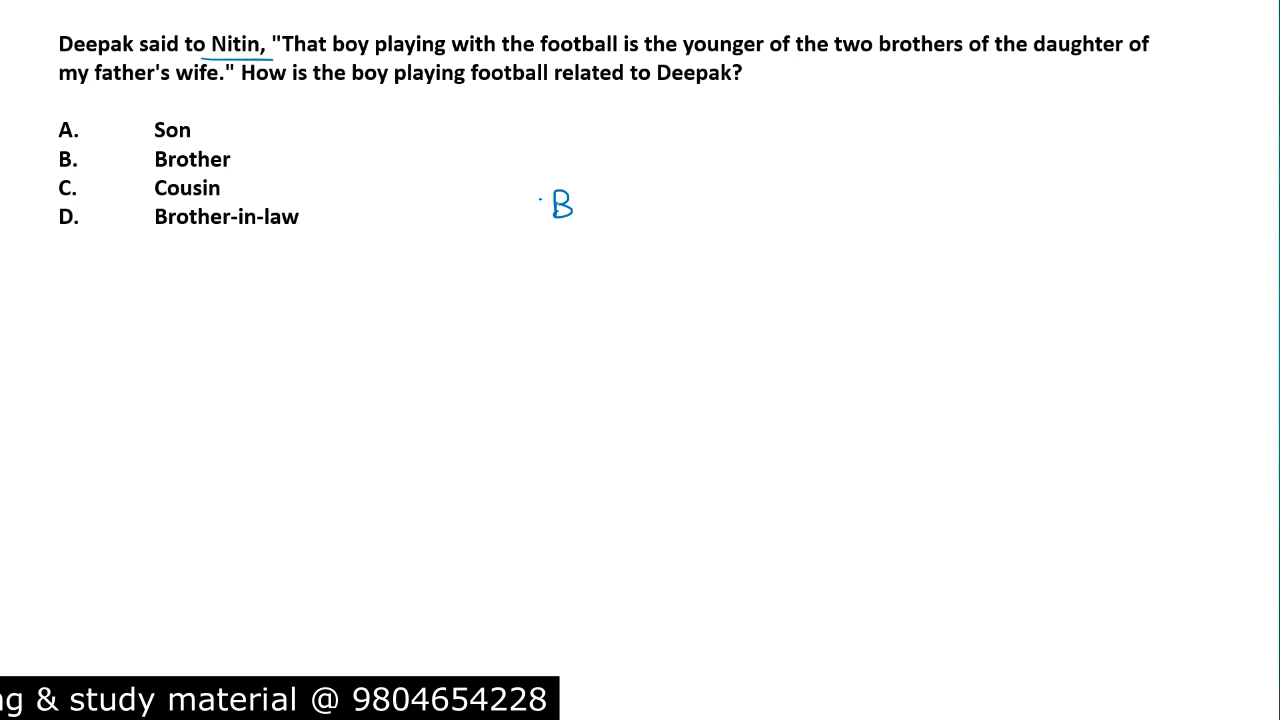 Deepak said to Nitin, "That boy playing with the football is the younger of the two brothers of the daughter of
my father's wife." How is the boy playing football related to Deepak?
A. Son
B. Brother
C. Cousin
D. Brother-in-law
B
g & study material @ 9804654228